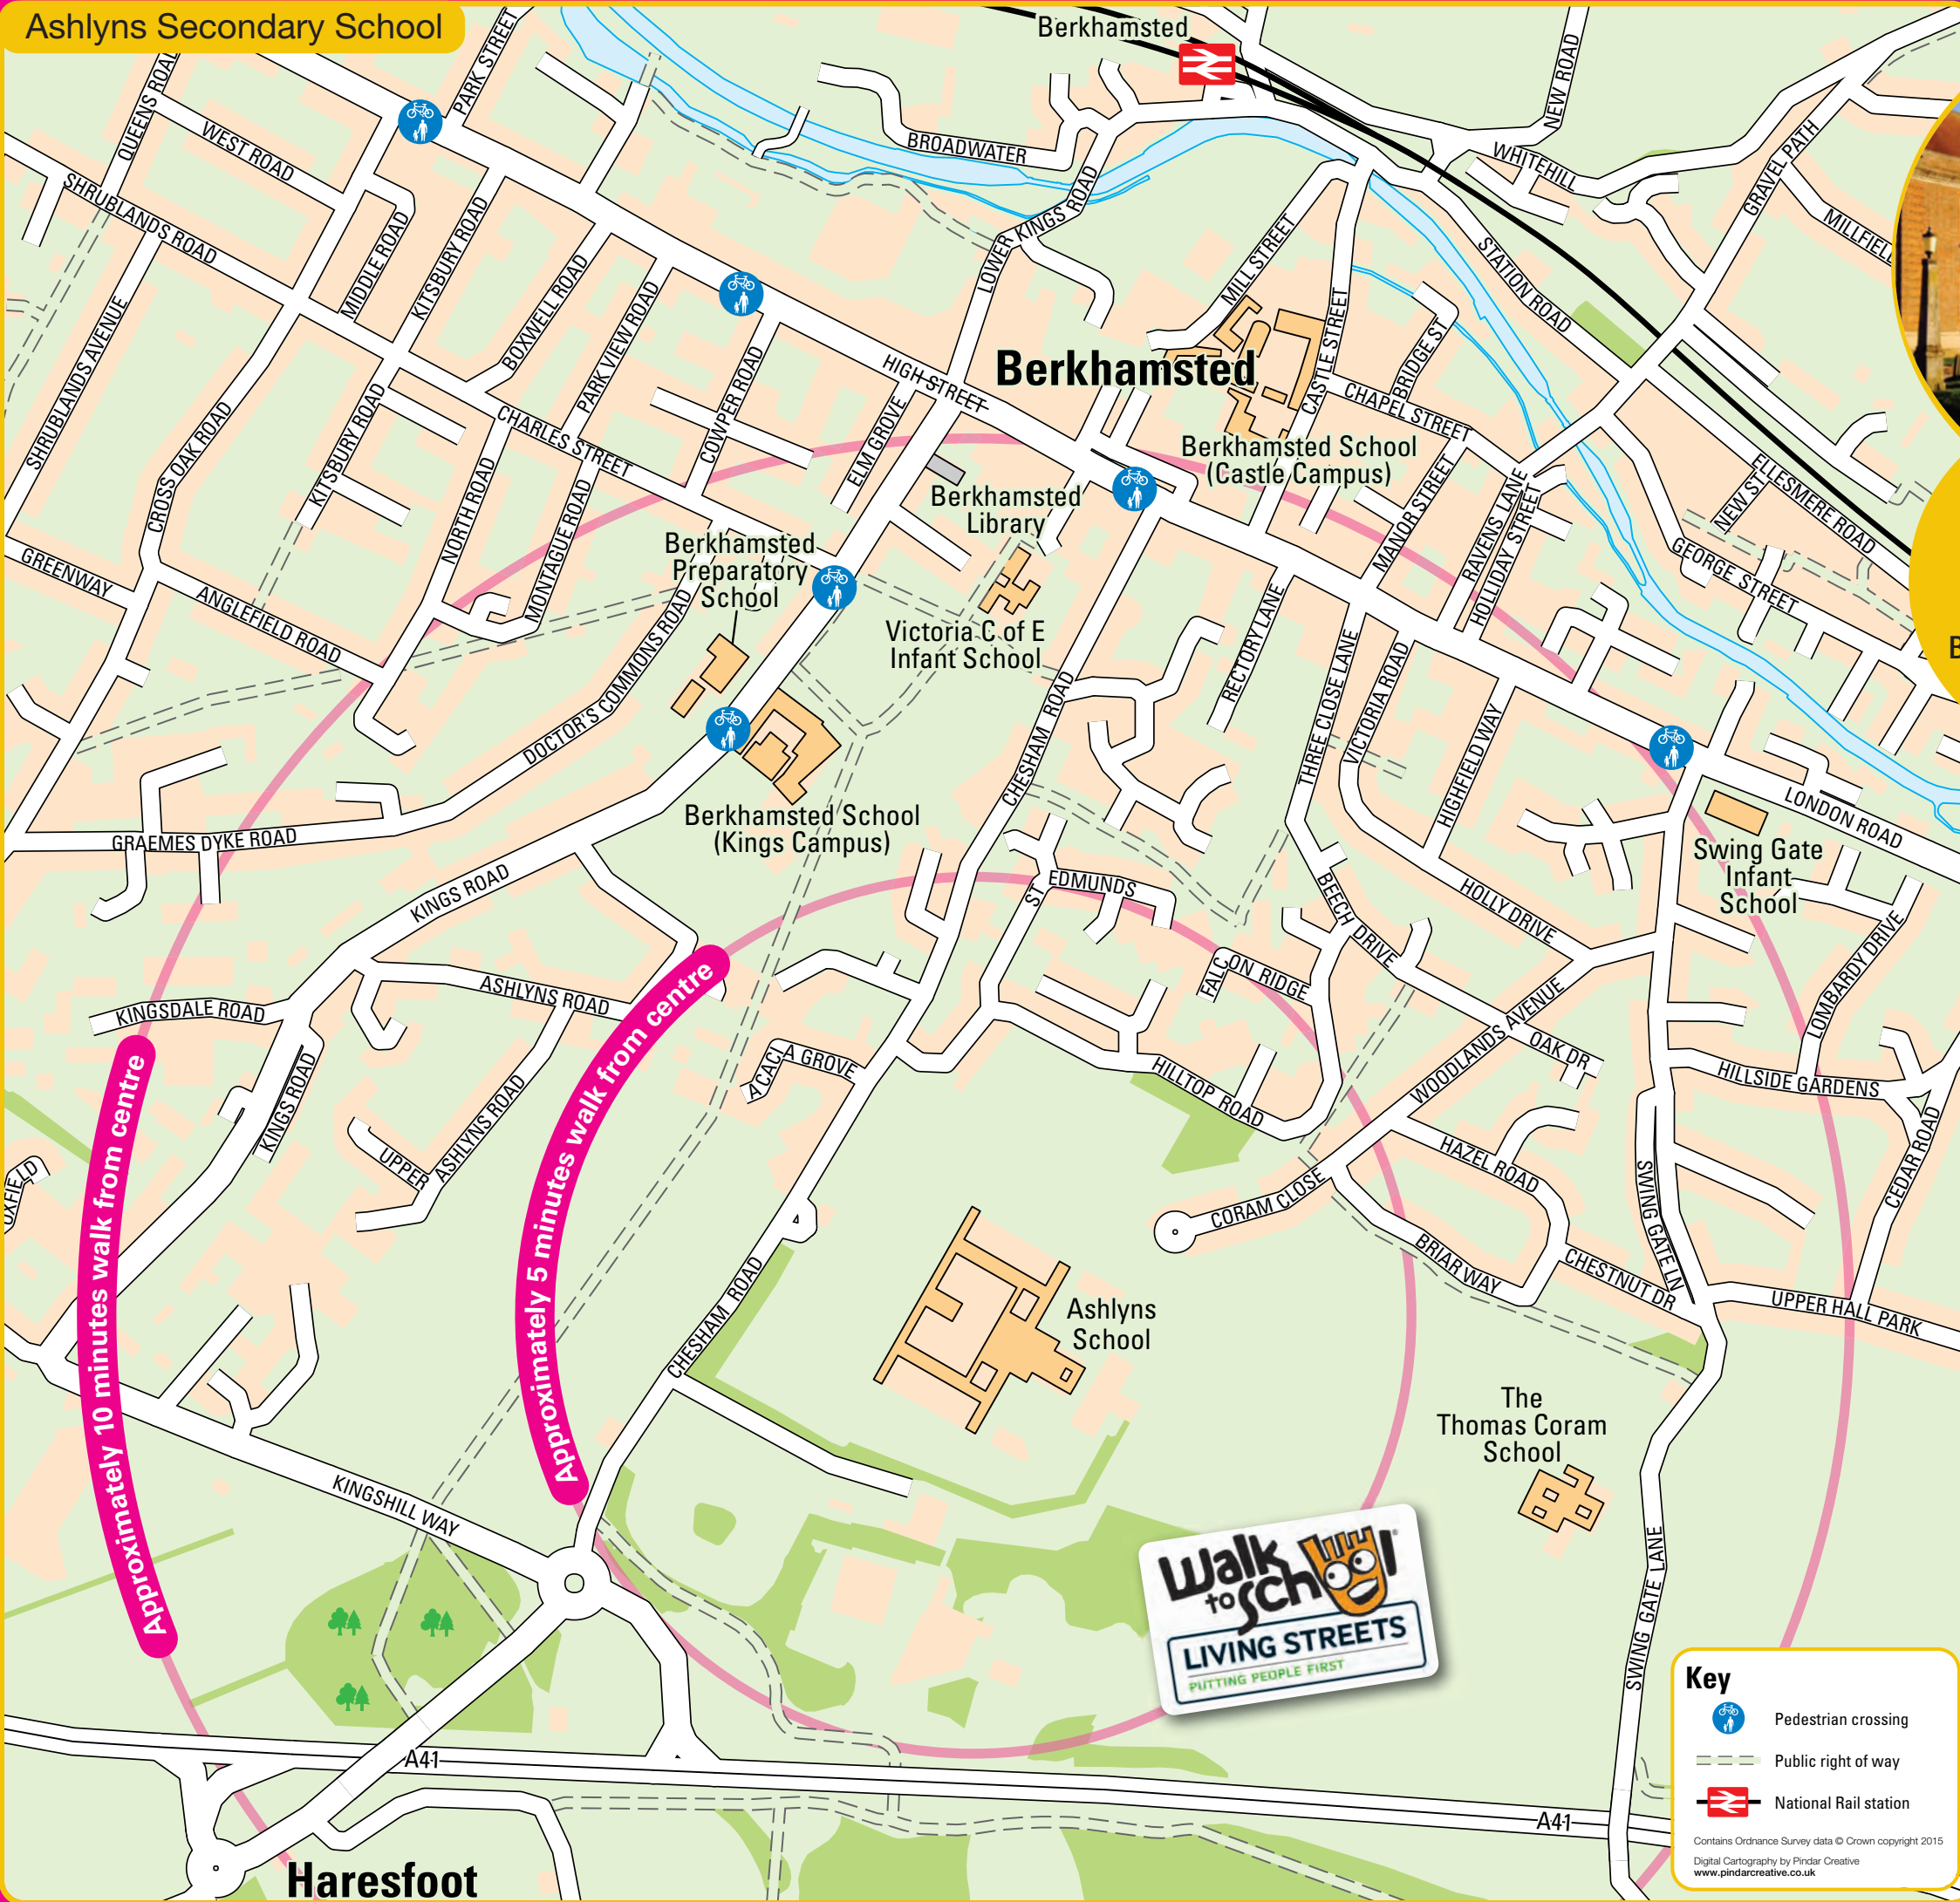 Ashlyns Secondary School
Berkhamsted
PARK STREET
QUEENS ROAD
WEST ROAD
NEW ROAD
BROADWATER
WHITEHILL
GRAVEL PATH
SHRUBLANDS ROAD
MIDDLE ROAD
KITSBURY ROAD
LOWER KINGS ROAD
MILL STREET
STATION ROAD
BOXWELL ROAD
PARK VIEW ROAD
SHRUBLANDS AVENUE
CASTLE STREET
BRIDGE ST
HIGH STREET
Berkhamsted
COWPER ROAD
ELM GROVE
CHAPEL STREET
CROSS OAK ROAD
KITSBURY ROAD
CHARLES STREET
Berkhamsted School
(Castle Campus)
NORTH ROAD
MONTAGUE ROAD
Berkhamsted
Library
MANOR STREET
RAVENS LANE
HOLLIDAY STREET
NEW ST
ELLESMERE ROAD
GREENWAY
ANGLEFIELD ROAD
Berkhamsted
Preparatory
School
GEORGE STREET
Victoria C of E
Infant School
DOCTOR'S COMMONS ROAD
RECTORY LANE
THREE CLOSE LANE
VICTORIA ROAD
HIGHFIELD WAY
CHESHAM ROAD
GRAEMES DYKE ROAD
Berkhamsted School
(Kings Campus)
LONDON ROAD
Swing Gate
Infant
School
KINGS ROAD
ST EDMUNDS
BEECH DRIVE
HOLLY DRIVE
FALCON RIDGE
LOMBARDY DRIVE
KINGSDALE ROAD
ASHLYNS ROAD
WOODLANDS AVENUE
OAK DR
ACACIA GROVE
HILLTOP ROAD
HILLSIDE GARDENS
KINGS ROAD
UPPER ASHLYNS ROAD
HAZEL ROAD
CEDAR ROAD
CORAM CLOSE
SWING GATE LN
BRIAR WAY
CHESTNUT DR
UPPER HALL PARK
Approximately 10 minutes walk from centre
Approximately 5 minutes walk from centre
CHESHAM ROAD
Ashlyns
School
The
Thomas Coram
School
KINGSHILL WAY
SWING GATE LANE
Walk
to School
LIVING STREETS
PUTTING PEOPLE FIRST
A41
A41
Haresfoot
Key
Pedestrian crossing
Public right of way
National Rail station
Contains Ordnance Survey data © Crown copyright 2015
Digital Cartography by Pindar Creative
www.pindarcreative.co.uk